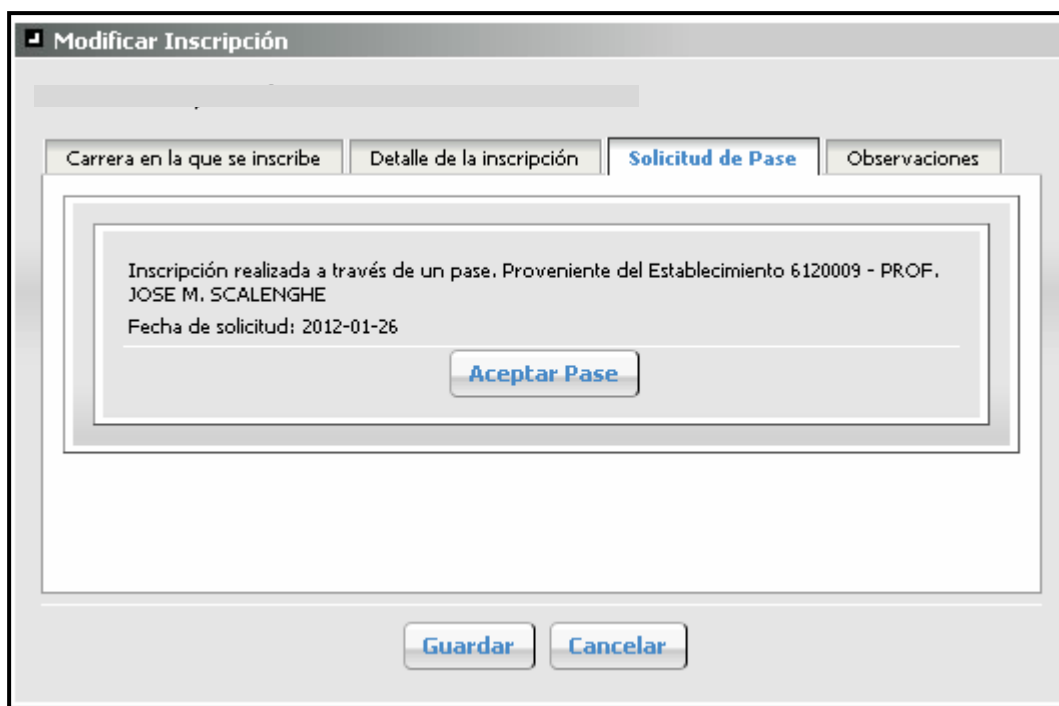 Modificar Inscripción
Carrera en la que se inscribe
Detalle de la inscripción
Solicitud de Pase
Observaciones
Inscripción realizada a través de un pase. Proveniente del Establecimiento 6120009 - PROF.
JOSE M. SCALENGHE
Fecha de solicitud: 2012-01-26
Aceptar Pase
Guardar
Cancelar